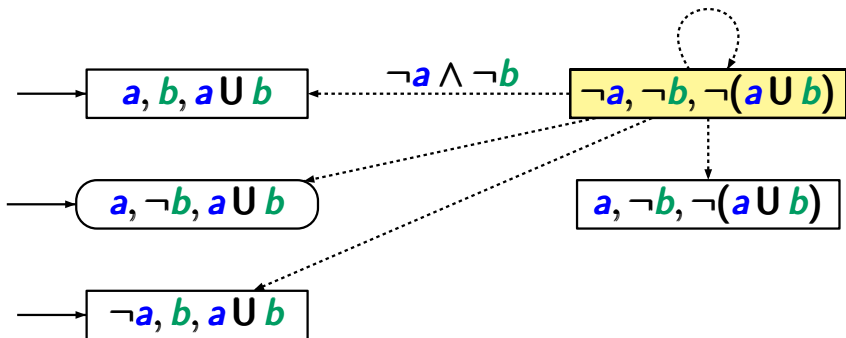 ¬a ∧ ¬b
a, b, a U b
¬a, ¬b, ¬(a U b)
a, ¬b, a U b
a, ¬b, ¬(a U b)
¬a, b, a U b